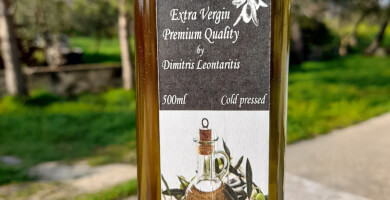 Extra Vergin
Premium Quality
by
Dimitris Leontaritis
500ml Cold pressed